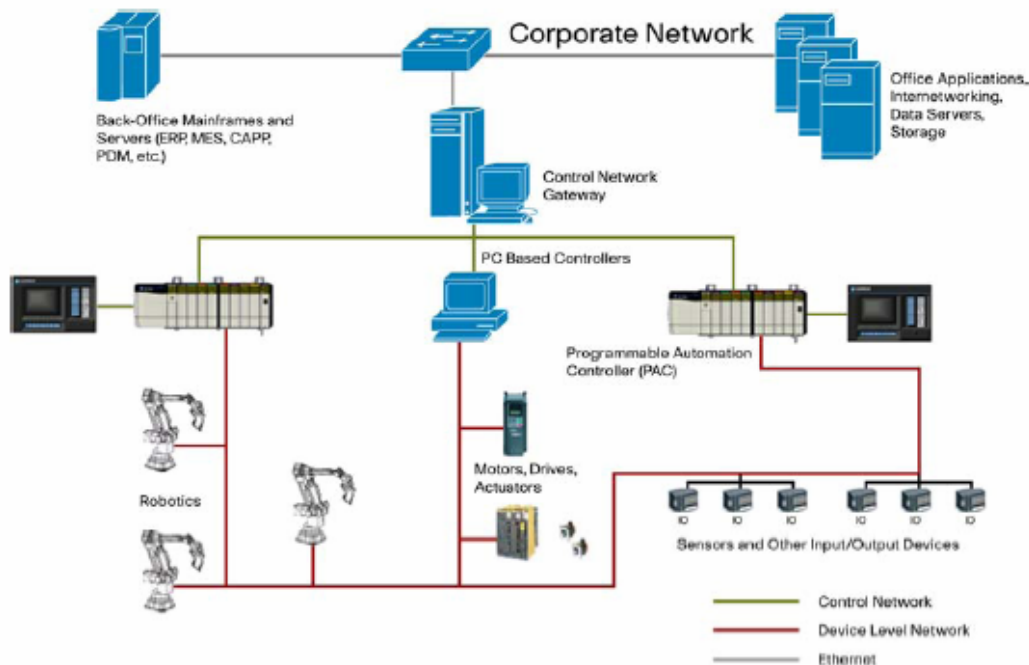 Corporate Network
Back-Office Mainframes and
Servers (ERP, MES, CAPP,
PDM, etc.)
Office Applications,
Internetworking,
Data Servers,
Storage
Control Network
Gateway
PC Based Controllers
Programmable Automation
Controller (PAC)
Robotics
Motors, Drives,
Actuators
IO
IO
IO
IO
IO
IO
Sensors and Other Input/Output Devices
Control Network
Device Level Network
Ethernet